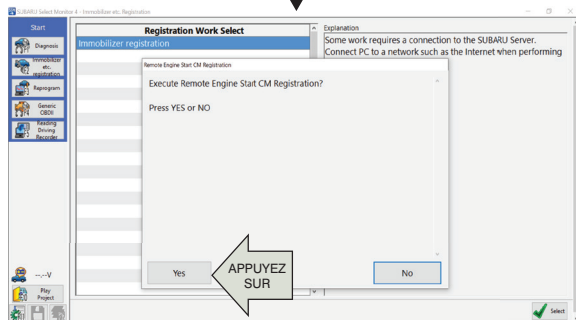 SUBARU Select Monitor 4 - Immobilizer etc. Registration
Start
Diagnosis
Immobilizer
etc.
registration
Reprogram
Generic
OBDII
Reading
Driving
Recorder
--.--V
Play
Project
Registration Work Select
Immobilizer registration
Explanation
Some work requires a connection to the SUBARU Server.
Connect PC to a network such as the Internet when performing
Remote Engine Start CM Registration
Execute Remote Engine Start CM Registration?
Press YES or NO
Yes
APPUYEZ
SUR
No
Select